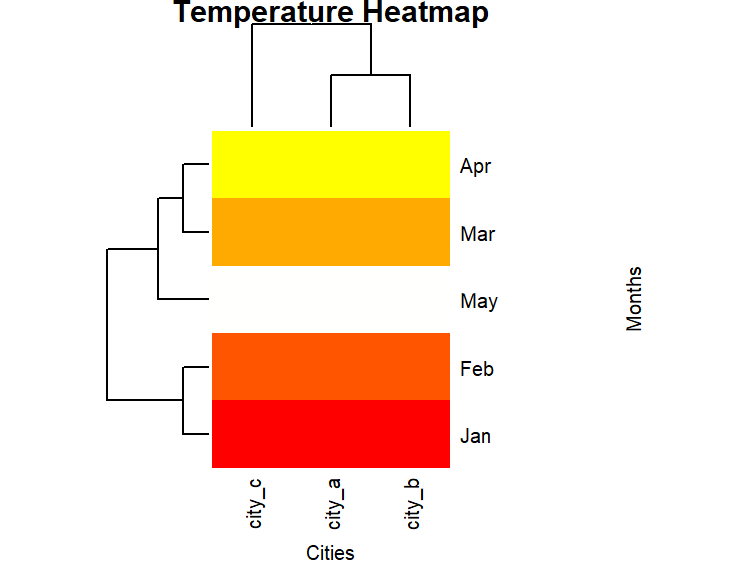 Temperature Heatmap
Apr
Mar
May
Feb
Jan
Months
city_c
city_a
city_b
Cities